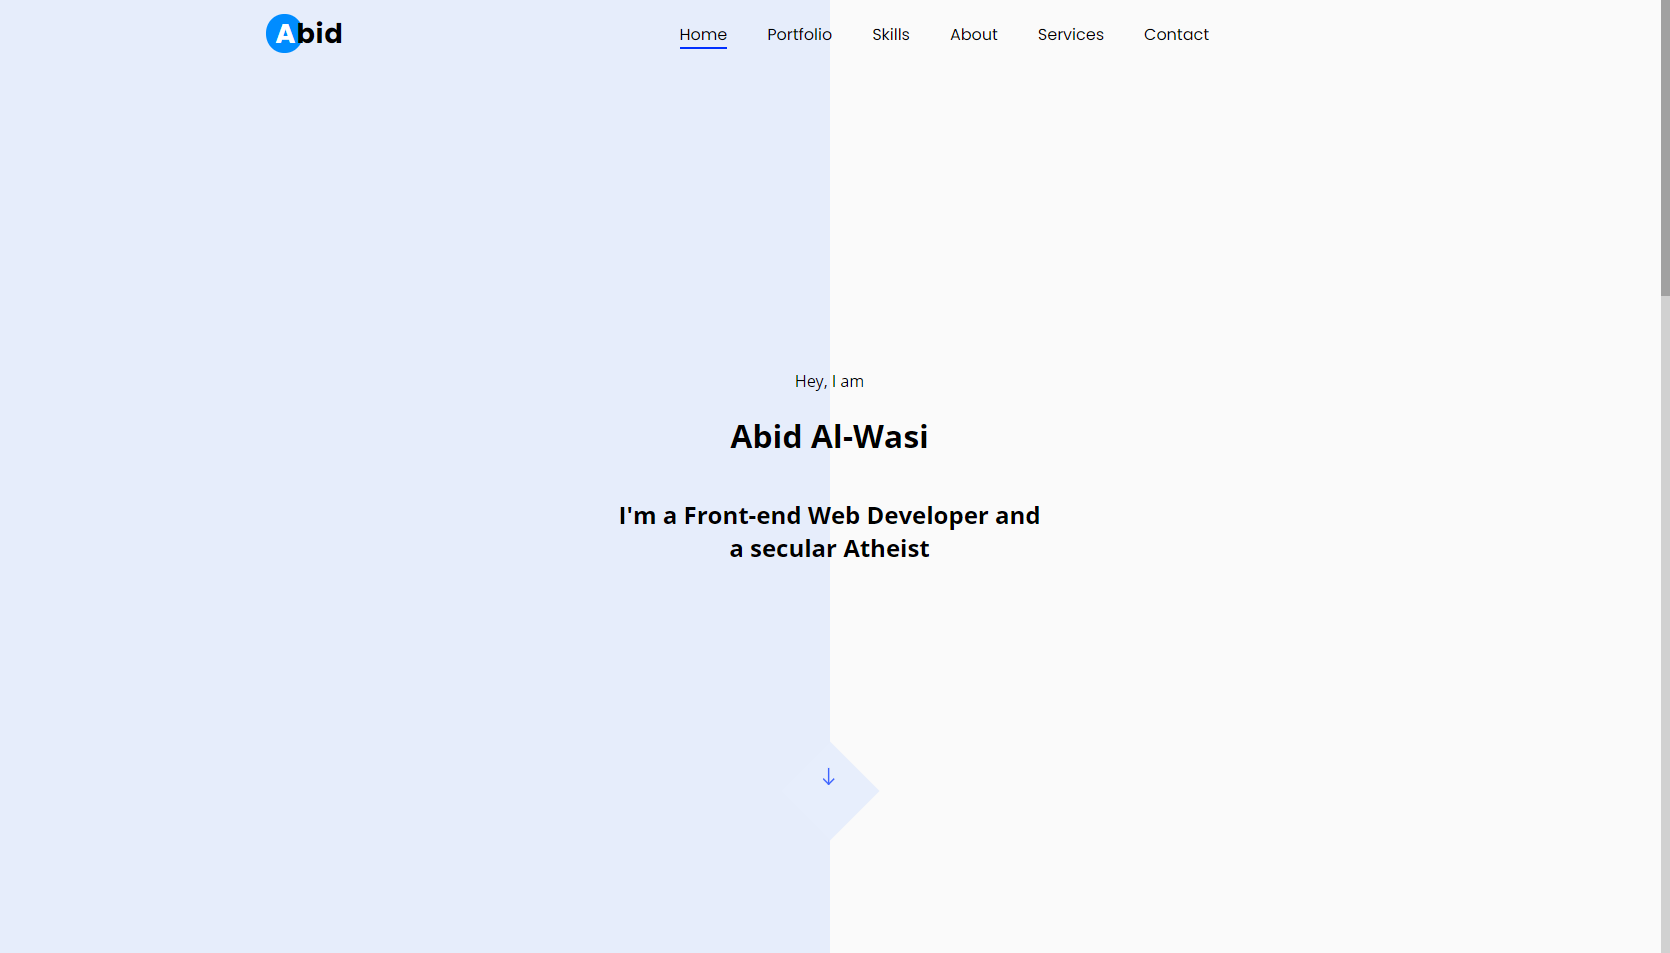 Abid
Home Portfolio Skills About Services Contact
Hey, I am
Abid Al-Wasi
I'm a Front-end Web Developer and
a secular Atheist